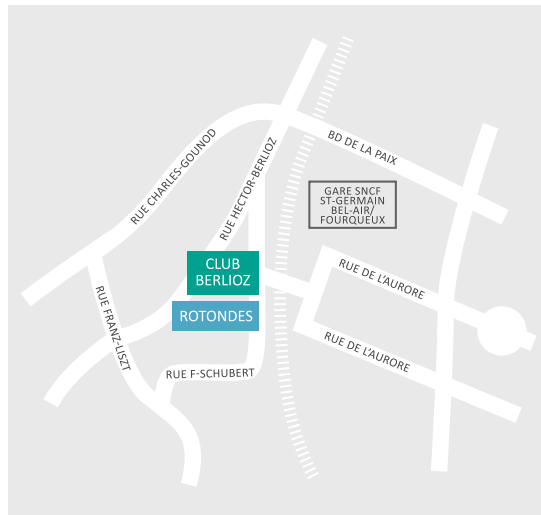 BD DE LA PAIX
RUE CHARLES-GOUNOD
RUE HECTOR-BERLIOZ
GARE SNCF
ST-GERMAIN
BEL-AIR/
FOURQUEUX
CLUB
BERLIOZ
RUE DE L'AURORE
RUE FRANZ-LISZT
ROTONDES
RUE DE L'AURORE
RUE F-SCHUBERT